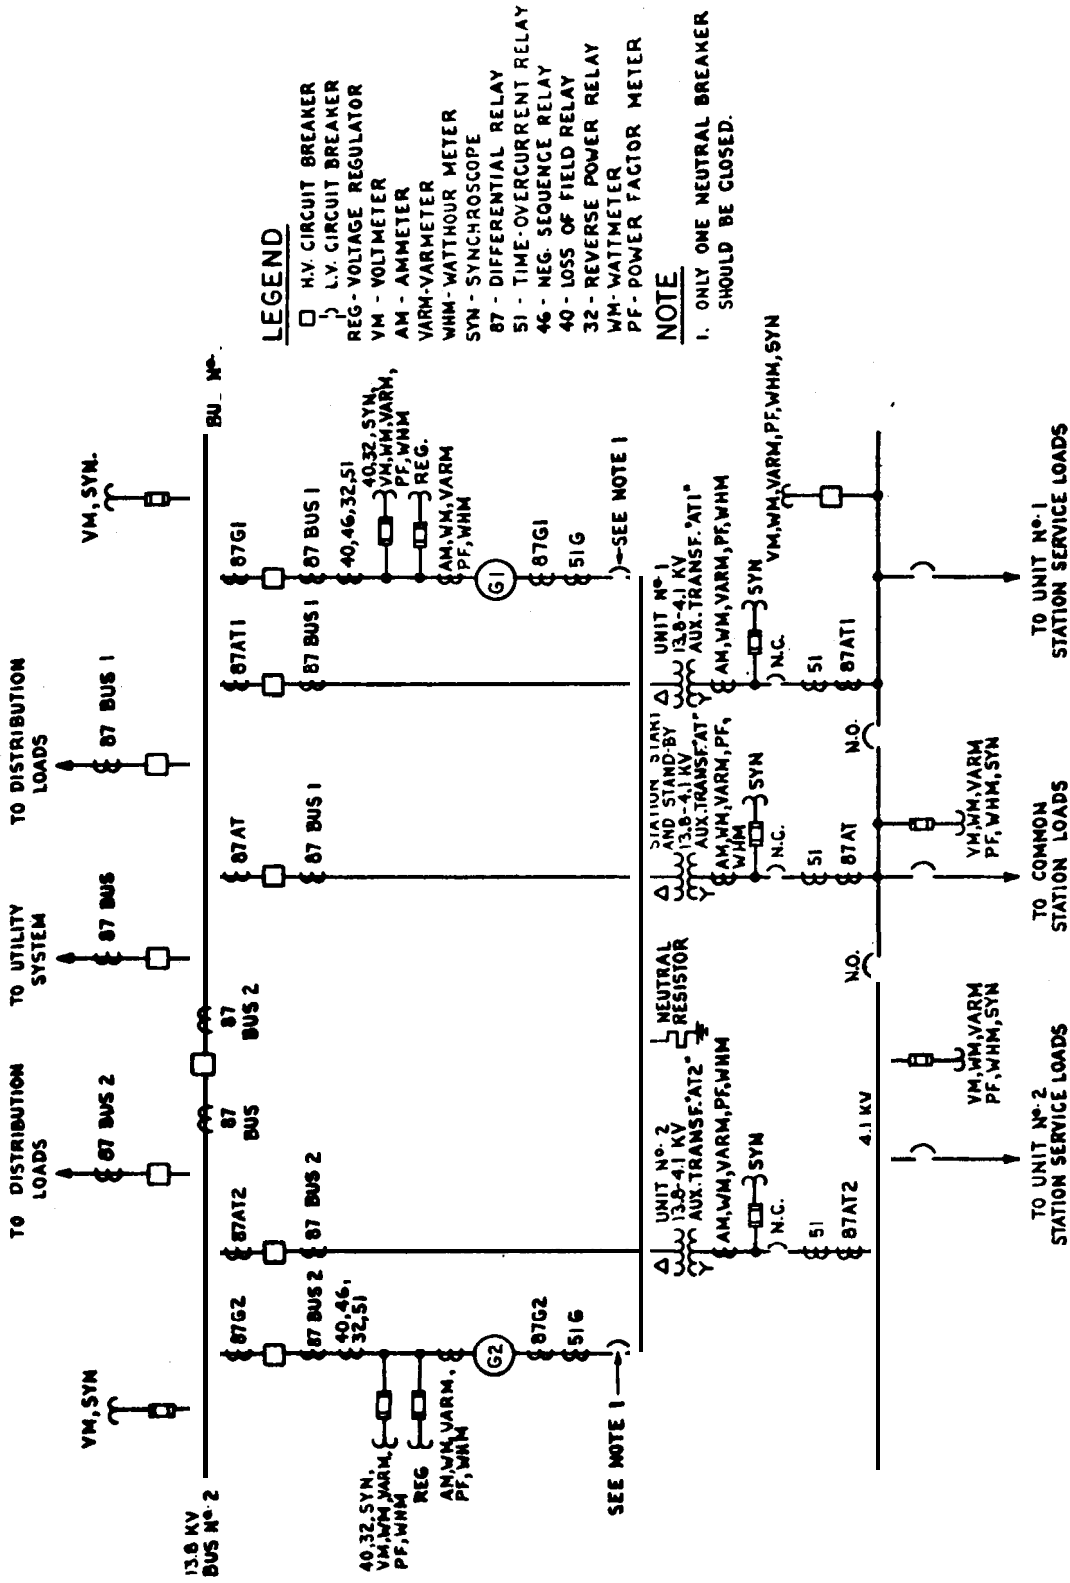 TO DISTRIBUTION
LOADS
TO UTILITY
SYSTEM
TO DISTRIBUTION
LOADS
VM, SYN
87 BUS 2
87 BUS
87 BUS 1
VM, SYN.
13.8 KV
BUS Nº 2
87
BUS
87
BUS 2
BU_ Nº
87G2
87AT2
87AT
87AT1
87G1
87 BUS 2
87 BUS 2
87 BUS 1
87 BUS 1
87 BUS 1
40,46,
32,51
40,46,32,51
40,32,SYN,
VM,WM,VARM,
PF,WHM
40,32,SYN,
VM,WM,VARM,
PF,WHM
REG
REG.
AM,WM,VARM,
PF,WHM
AM,WM,VARM
PF,WHM
G2
G1
87G2
87G1
51G
51G
SEE NOTE 1
SEE NOTE 1
UNIT Nº 2
13.8-4.1 KV
AUX.TRANSF."AT2"
AM,WM,VARM,PF,WHM
NEUTRAL
RESISTOR
STATION START
AND STAND-BY
13.8-4.1 KV
AUX.TRANSF."AT"
AM,WM,VARM,PF,
WHM
UNIT Nº 1
13.8-4.1 KV
AUX.TRANSF."AT1"
AM,WM,VARM,PF,WHM
SYN
SYN
SYN
N.C.
N.C.
N.C.
VM,WM,VARM,PF,WHM,SYN
51
51
51
87AT2
87AT
87AT1
4.1 KV
N.O.
N.O.
VM,WM,VARM
PF,WHM,SYN
VM,WM,VARM
PF,WHM,SYN
TO UNIT Nº 2
STATION SERVICE LOADS
TO COMMON
STATION LOADS
TO UNIT Nº 1
STATION SERVICE LOADS
LEGEND
H.V. CIRCUIT BREAKER
L.V. CIRCUIT BREAKER
REG - VOLTAGE REGULATOR
VM - VOLTMETER
AM - AMMETER
VARM-VARMETER
WHM-WATTHOUR METER
SYN - SYNCHROSCOPE
87 - DIFFERENTIAL RELAY
51 - TIME-OVERCURRENT RELAY
46 - NEG. SEQUENCE RELAY
40 - LOSS OF FIELD RELAY
32 - REVERSE POWER RELAY
WM-WATTMETER
PF - POWER FACTOR METER
NOTE
1. ONLY ONE NEUTRAL BREAKER
SHOULD BE CLOSED.